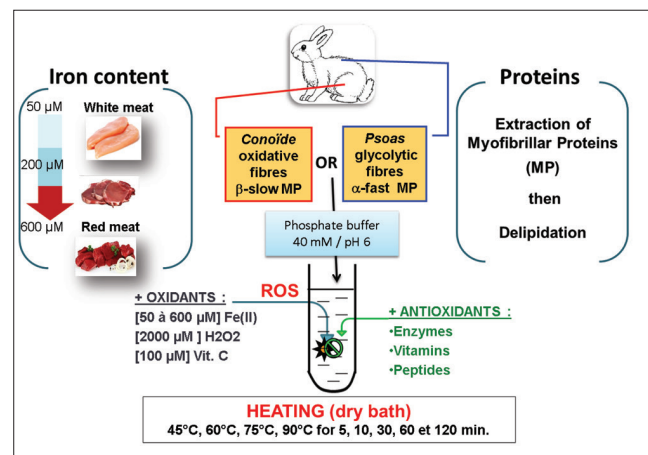 Iron content
50 µM
White meat
200 µM
600 µM
Red meat
Conoïde
oxidative
fibres
β-slow MP
OR
Psoas
glycolytic
fibres
α-fast MP
Proteins
Extraction of
Myofibrillar Proteins
(MP)
then
Delipidation
Phosphate buffer
40 mM / pH 6
ROS
+ OXIDANTS :
[50 à 600 µM] Fe(II)
[2000 µM ] H2O2
[100 µM] Vit. C
+ ANTIOXIDANTS :
•Enzymes
•Vitamins
•Peptides
HEATING (dry bath)
45°C, 60°C, 75°C, 90°C for 5, 10, 30, 60 et 120 min.